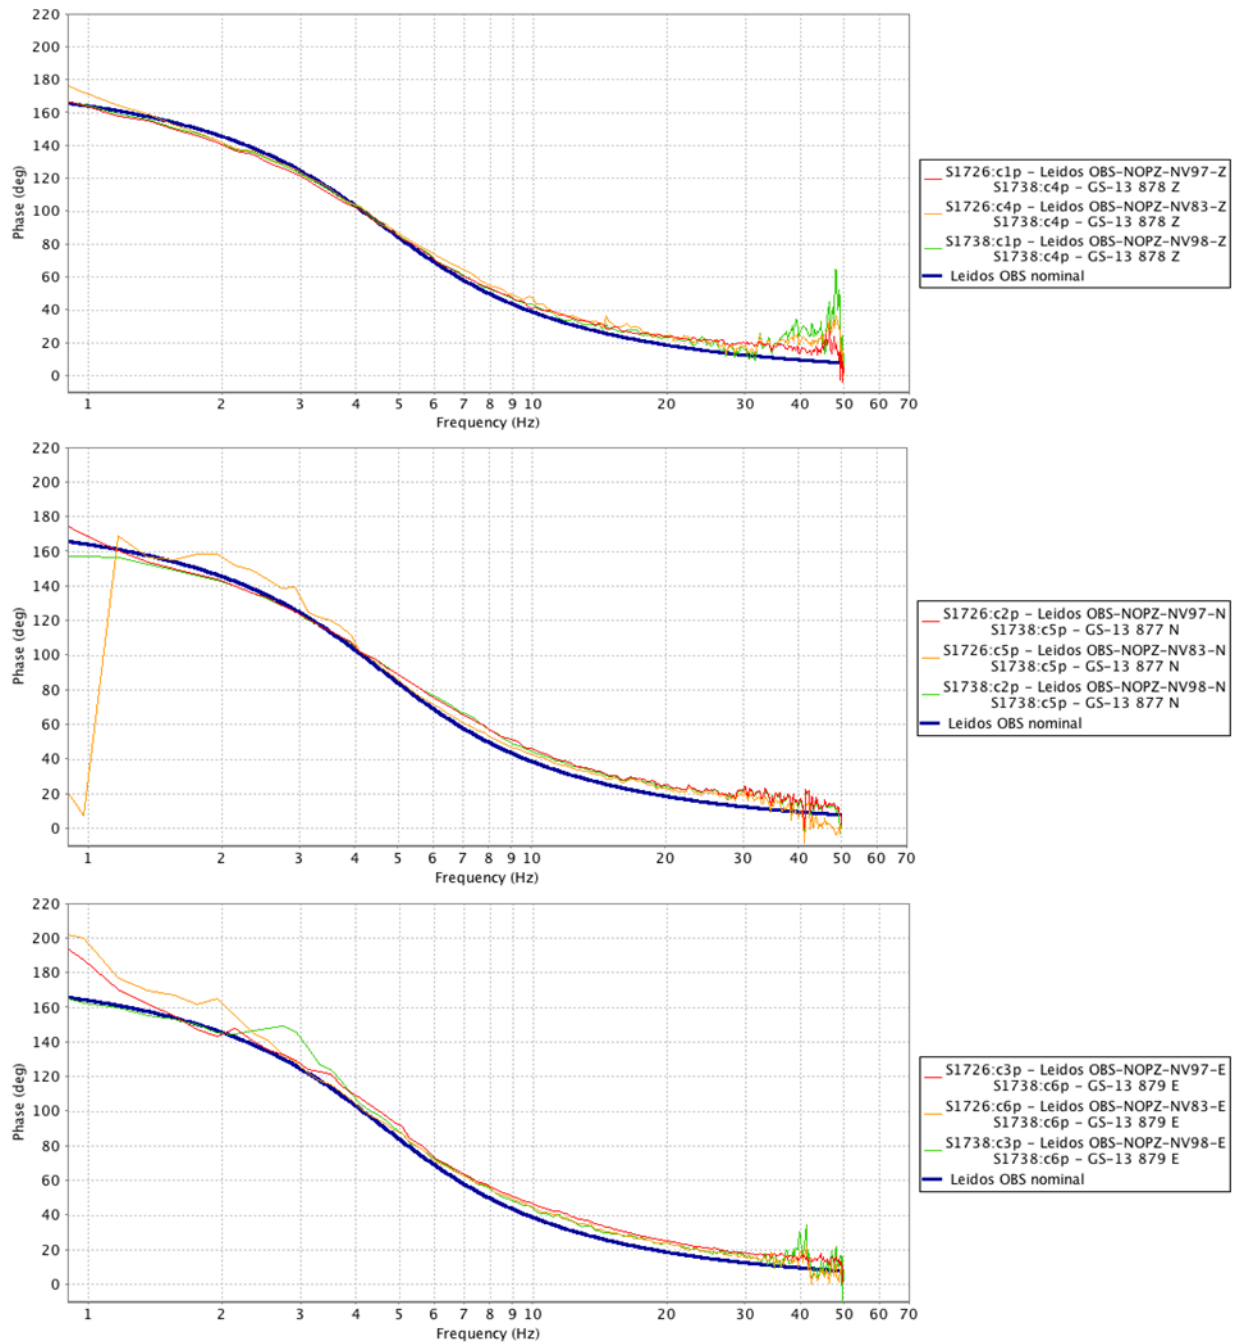 220
200
180
160
140
120
100
80
60
40
20
0
Phase (deg)
1 2 3 4 5 6 7 8 9 10 20 30 40 50 60 70
Frequency (Hz)
S1726:c1p - Leidos OBS-NOPZ-NV97-Z
S1738:c4p - GS-13 878 Z
S1726:c4p - Leidos OBS-NOPZ-NV83-Z
S1738:c4p - GS-13 878 Z
S1738:c1p - Leidos OBS-NOPZ-NV98-Z
S1738:c4p - GS-13 878 Z
Leidos OBS nominal
220
200
180
160
140
120
100
80
60
40
20
0
Phase (deg)
1 2 3 4 5 6 7 8 9 10 20 30 40 50 60 70
Frequency (Hz)
S1726:c2p - Leidos OBS-NOPZ-NV97-N
S1738:c5p - GS-13 877 N
S1726:c5p - Leidos OBS-NOPZ-NV83-N
S1738:c5p - GS-13 877 N
S1738:c2p - Leidos OBS-NOPZ-NV98-N
S1738:c5p - GS-13 877 N
Leidos OBS nominal
220
200
180
160
140
120
100
80
60
40
20
0
Phase (deg)
1 2 3 4 5 6 7 8 9 10 20 30 40 50 60 70
Frequency (Hz)
S1726:c3p - Leidos OBS-NOPZ-NV97-E
S1738:c6p - GS-13 879 E
S1726:c6p - Leidos OBS-NOPZ-NV83-E
S1738:c6p - GS-13 879 E
S1738:c3p - Leidos OBS-NOPZ-NV98-E
S1738:c6p - GS-13 879 E
Leidos OBS nominal